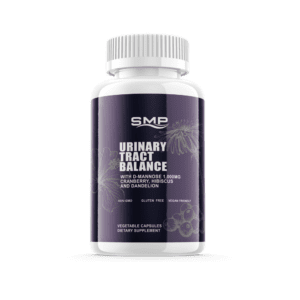 SMP
URINARY
TRACT
BALANCE
WITH D-MANNOSE 1,000MG
CRANBERRY, HIBISCUS
AND DANDELION
NON-GMO GLUTEN FREE VEGAN FRIENDLY
VEGETABLE CAPSULES
DIETARY SUPPLEMENT